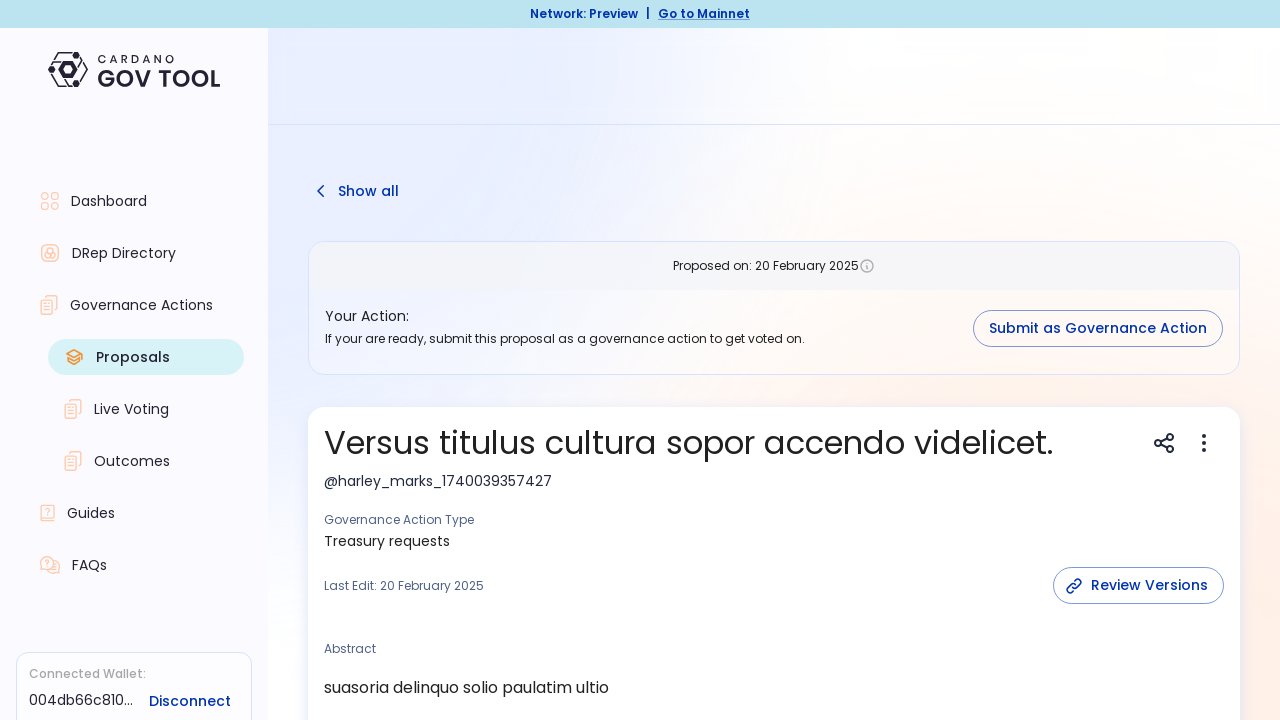 Network: Preview | Go to Mainnet
CARDANO
GOV TOOL
Dashboard
DRep Directory
Governance Actions
Proposals
Live Voting
Outcomes
Guides
FAQs
Connected Wallet:
004db66c810...
Disconnect
Show all
Proposed on: 20 February 2025
Your Action:
If your are ready, submit this proposal as a governance action to get voted on.
Submit as Governance Action
Versus titulus cultura sopor accendo videlicet.
@harley_marks_1740039357427
Governance Action Type
Treasury requests
Last Edit: 20 February 2025
Review Versions
Abstract
suasoria delinquo solio paulatim ultio